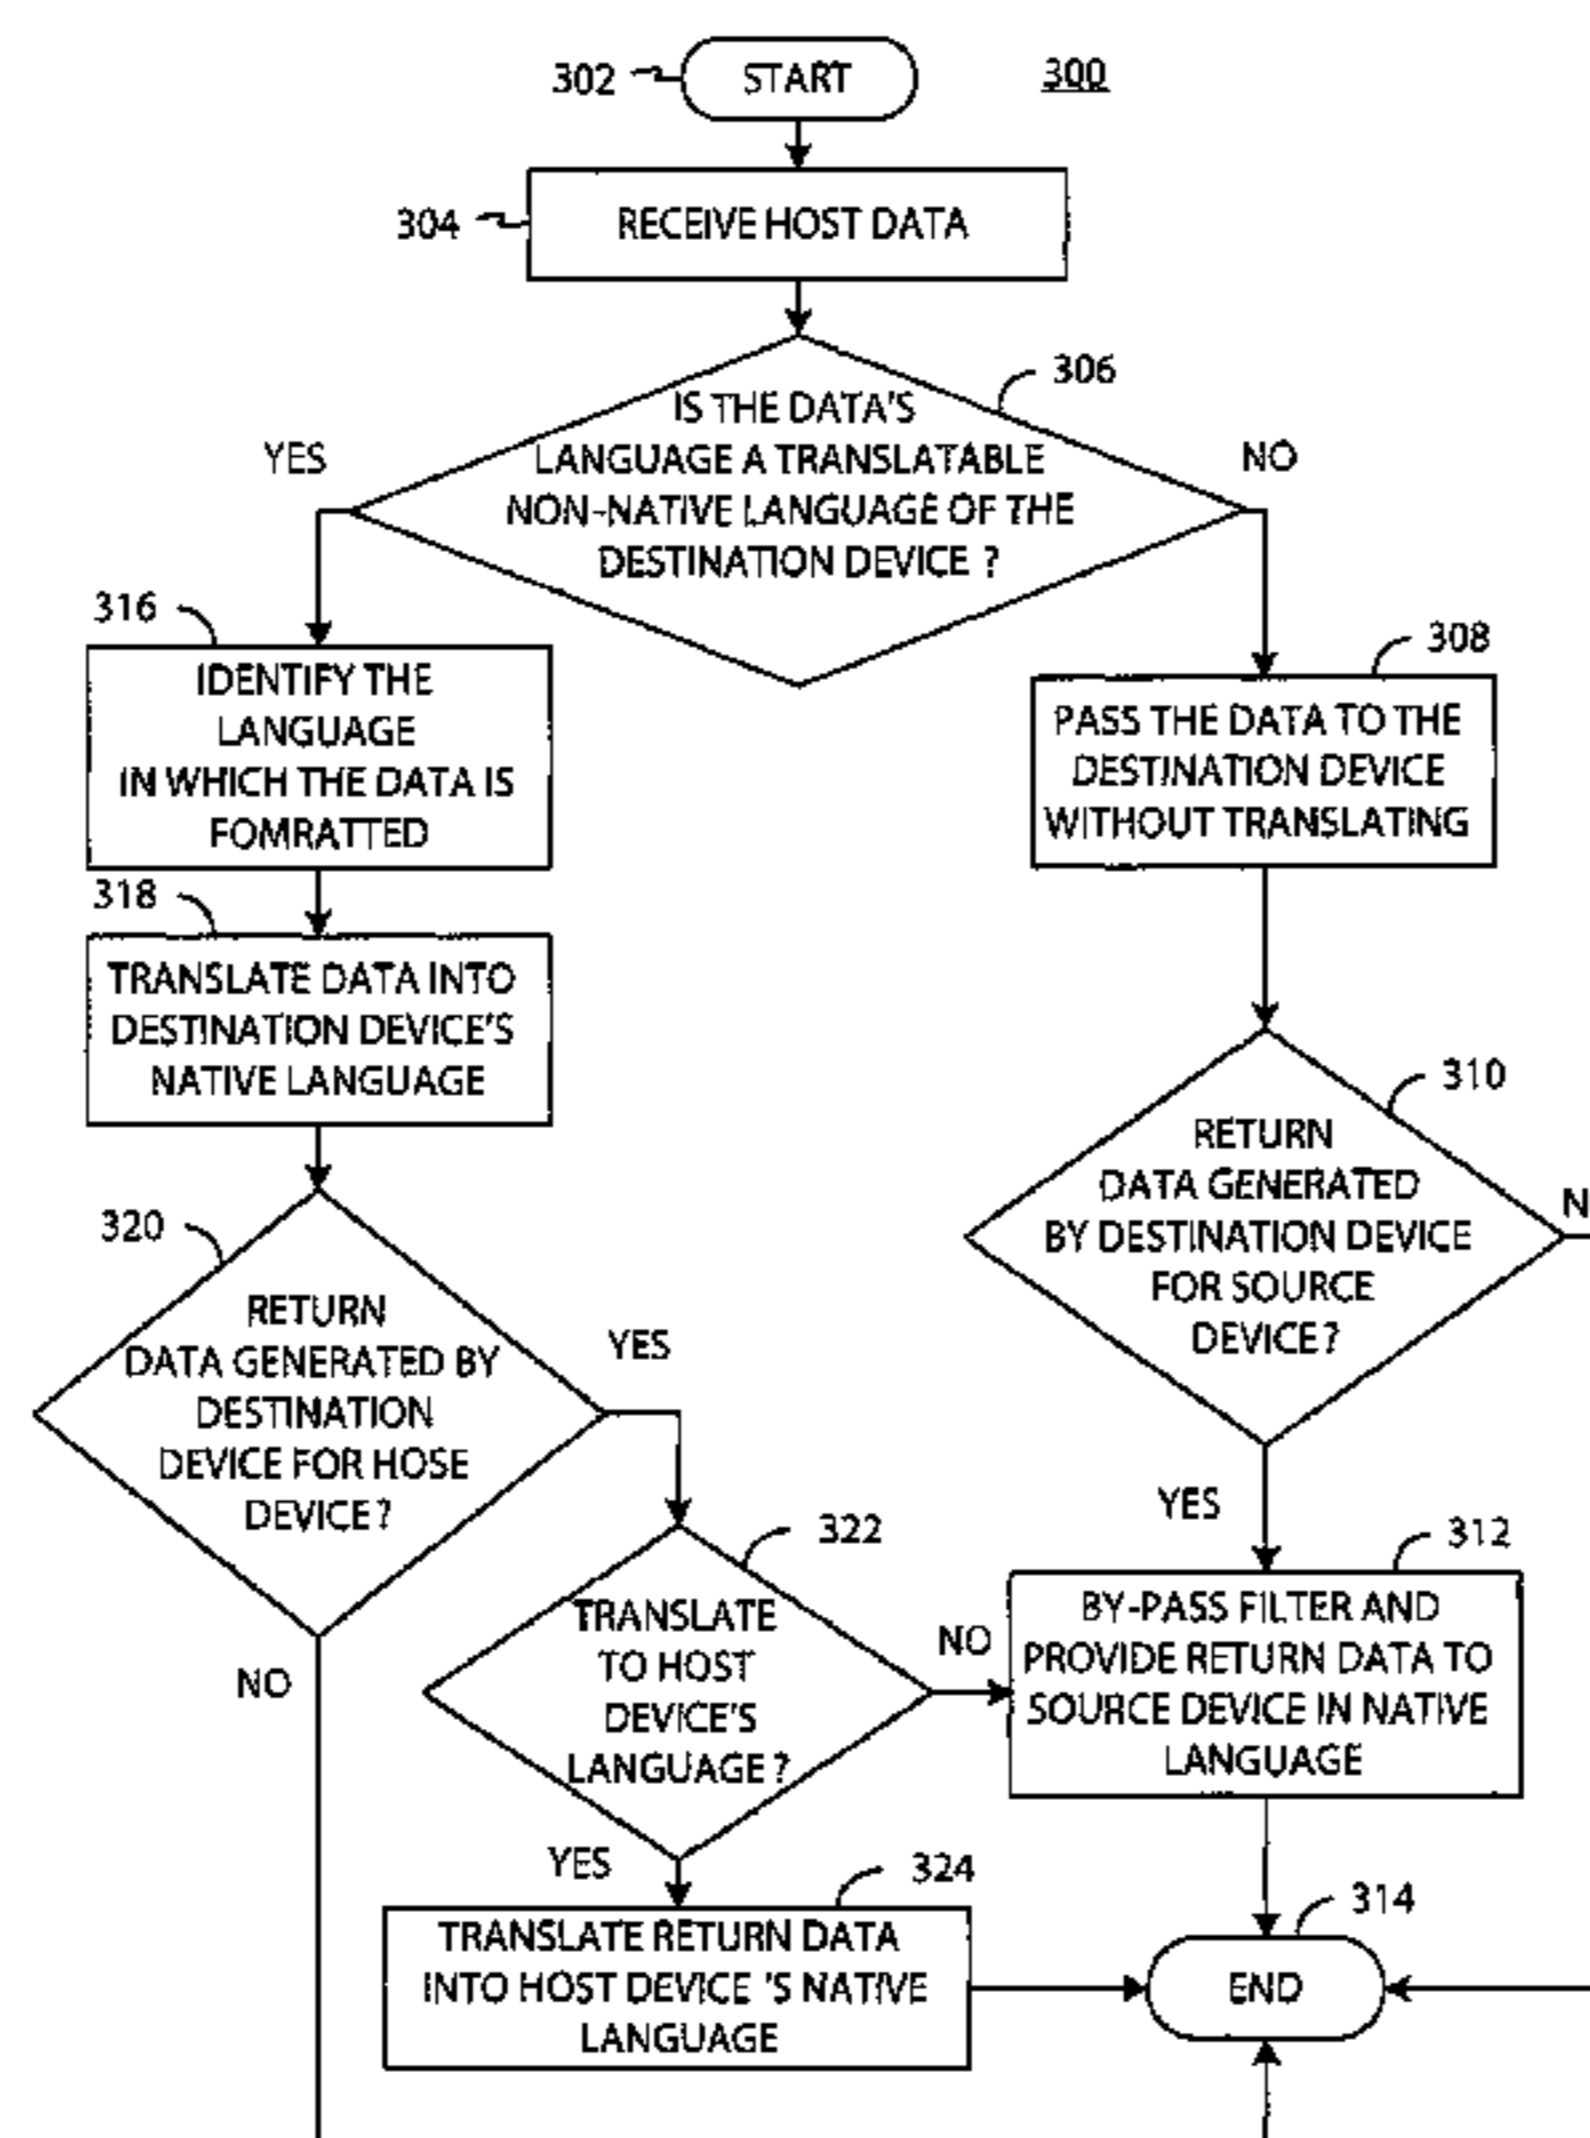 302
START
300
304
RECEIVE HOST DATA
306
IS THE DATA'S
LANGUAGE A TRANSLATABLE
NON-NATIVE LANGUAGE OF THE
DESTINATION DEVICE ?
YES
NO
316
IDENTIFY THE
LANGUAGE
IN WHICH THE DATA IS
FOMRATTED
308
PASS THE DATA TO THE
DESTINATION DEVICE
WITHOUT TRANSLATING
318
TRANSLATE DATA INTO
DESTINATION DEVICE'S
NATIVE LANGUAGE
310
RETURN
DATA GENERATED
BY DESTINATION DEVICE
FOR SOURCE
DEVICE?
N
320
RETURN
DATA GENERATED BY
DESTINATION
DEVICE FOR HOSE
DEVICE?
YES
NO
322
TRANSLATE
TO HOST
DEVICE'S
LANGUAGE?
NO
YES
YES
312
BY-PASS FILTER AND
PROVIDE RETURN DATA TO
SOURCE DEVICE IN NATIVE
LANGUAGE
324
TRANSLATE RETURN DATA
INTO HOST DEVICE 'S NATIVE
LANGUAGE
314
END